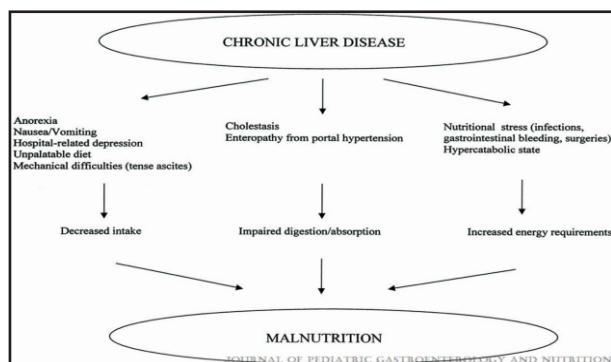 CHRONIC LIVER DISEASE
Anorexia
Nausea/Vomiting
Hospital-related depression
Unpalatable diet
Mechanical difficulties (tense ascites)
Cholestasis
Enteropathy from portal hypertension
Nutritional stress (infections,
gastrointestinal bleeding, surgeries)
Hypercatabolic state
Decreased intake
Impaired digestion/absorption
Increased energy requirements
MALNUTRITION
JOURNAL OF PEDIATRIC GASTROENTEROLOGY AND NUTRITION